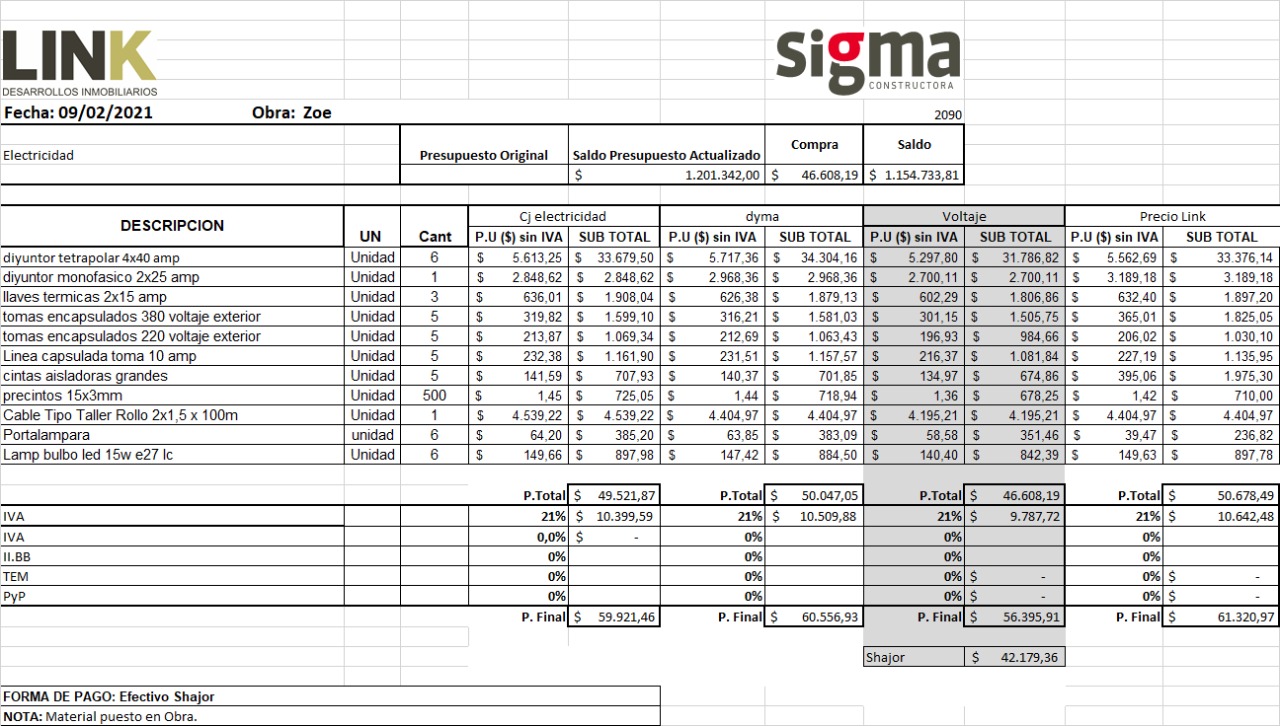 LINK
DESARROLLOS INMOBILIARIOS
sigma
CONSTRUCTORA
Fecha: 09/02/2021 Obra: Zoe 2090
Electricidad Presupuesto Original Saldo Presupuesto Actualizado Compra Saldo
$ 1.201.342,00 $ 46.608,19 $ 1.154.733,81
DESCRIPCION UN Cant Cj electricidad dyma Voltaje Precio Link
P.U ($) sin IVA SUB TOTAL P.U ($) sin IVA SUB TOTAL P.U ($) sin IVA SUB TOTAL P.U ($) sin IVA SUB TOTAL
diyuntor tetrapolar 4x40 amp Unidad 6 $ 5.613,25 $ 33.679,50 $ 5.717,36 $ 34.304,16 $ 5.297,80 $ 31.786,82 $ 5.562,69 $ 33.376,14
diyuntor monofasico 2x25 amp Unidad 1 $ 2.848,62 $ 2.848,62 $ 2.968,36 $ 2.968,36 $ 2.700,11 $ 2.700,11 $ 3.189,18 $ 3.189,18
llaves termicas 2x15 amp Unidad 3 $ 636,01 $ 1.908,04 $ 626,38 $ 1.879,13 $ 602,29 $ 1.806,86 $ 632,40 $ 1.897,20
tomas encapsulados 380 voltaje exterior Unidad 5 $ 319,82 $ 1.599,10 $ 316,21 $ 1.581,03 $ 301,15 $ 1.505,75 $ 365,01 $ 1.825,05
tomas encapsulados 220 voltaje exterior Unidad 5 $ 213,87 $ 1.069,34 $ 212,69 $ 1.063,43 $ 196,93 $ 984,66 $ 206,02 $ 1.030,10
Linea capsulada toma 10 amp Unidad 5 $ 232,38 $ 1.161,90 $ 231,51 $ 1.157,57 $ 216,37 $ 1.081,84 $ 227,19 $ 1.135,95
cintas aisladoras grandes Unidad 5 $ 141,59 $ 707,93 $ 140,37 $ 701,85 $ 134,97 $ 674,86 $ 395,06 $ 1.975,30
precintos 15x3mm Unidad 500 $ 1,45 $ 725,05 $ 1,44 $ 718,94 $ 1,36 $ 678,25 $ 1,42 $ 710,00
Cable Tipo Taller Rollo 2x1,5 x 100m Unidad 1 $ 4.539,22 $ 4.539,22 $ 4.404,97 $ 4.404,97 $ 4.195,21 $ 4.195,21 $ 4.404,97 $ 4.404,97
Portalampara unidad 6 $ 64,20 $ 385,20 $ 63,85 $ 383,09 $ 58,58 $ 351,46 $ 39,47 $ 236,82
Lamp bulbo led 15w e27 lc Unidad 6 $ 149,66 $ 897,98 $ 147,42 $ 884,50 $ 140,40 $ 842,39 $ 149,63 $ 897,78
P.Total $ 49.521,87 P.Total $ 50.047,05 P.Total $ 46.608,19 P.Total $ 50.678,49
IVA 21% $ 10.399,59 21% $ 10.509,88 21% $ 9.787,72 21% $ 10.642,48
IVA 0,0% $ - 0% 0% 0%
II.BB 0% 0% 0% 0%
TEM 0% 0% 0% $ - 0% $ -
PyP 0% 0% 0% $ - 0% $ -
P. Final $ 59.921,46 P. Final $ 60.556,93 P. Final $ 56.395,91 P. Final $ 61.320,97
Shajor $ 42.179,36
FORMA DE PAGO: Efectivo Shajor
NOTA: Material puesto en Obra.